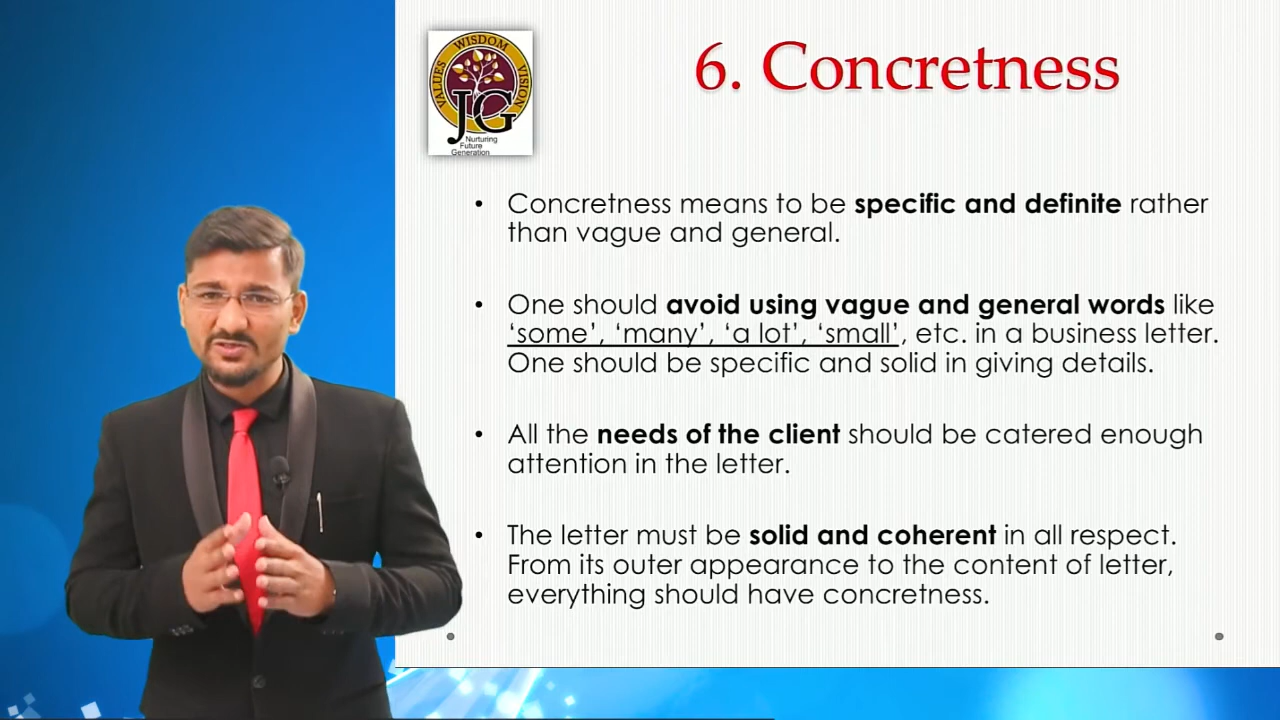 VALUES WISDOM VISION
JG
Nurturing
Future
Generation
6. Concretness
• Concretness means to be specific and definite rather
than vague and general.
• One should avoid using vague and general words like
‘some’, ‘many’, ‘a lot’, ‘small’, etc. in a business letter.
One should be specific and solid in giving details.
• All the needs of the client should be catered enough
attention in the letter.
• The letter must be solid and coherent in all respect.
From its outer appearance to the content of letter,
everything should have concretness.